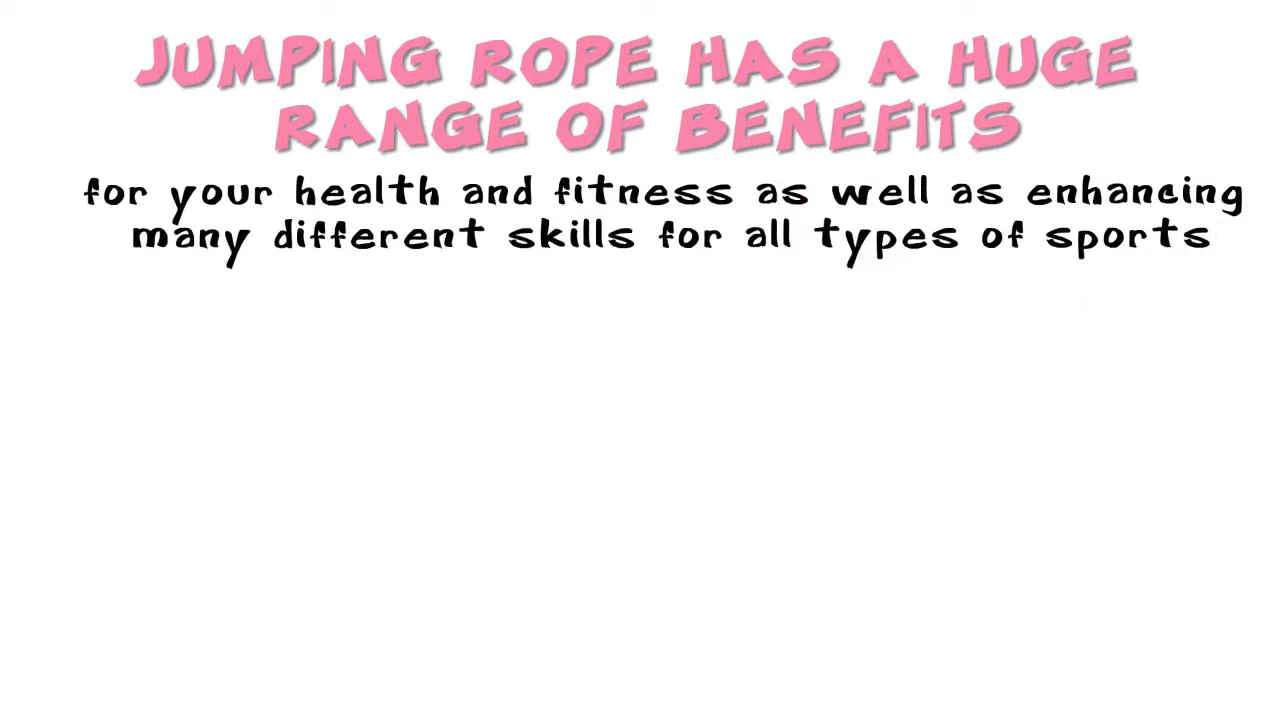 JUMPING ROPE HAS A HUGE
RANGE OF BENEFITS
for your health and fitness as well as enhancing
many different skills for all types of sports